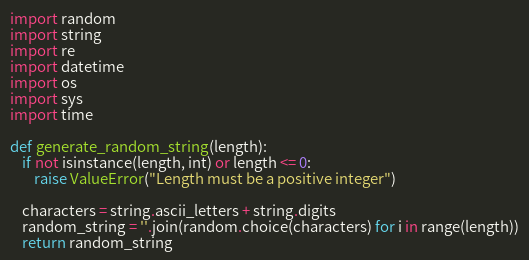 import random
import string
import re
import datetime
import os
import sys
import time
def generate_random_string(length):
if not isinstance(length, int) or length <= 0:
raise ValueError("Length must be a positive integer")
characters = string.ascii_letters + string.digits
random_string = ''.join(random.choice(characters) for i in range(length))
return random_string